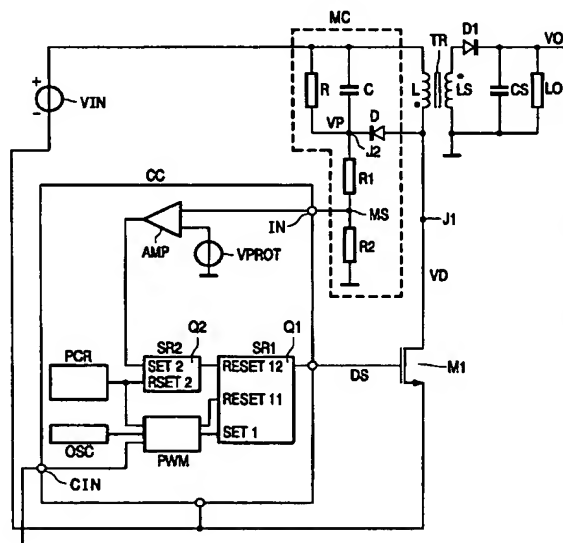 MC
D1
TR
VO
+
-
VIN
R
C
L
LS
CS
LO
VP
D
J2
CC
R1
IN
MS
J1
AMP
VPROT
R2
VD
Q2
Q1
PCR
SR2
SR1
SET 2
RSET 2
RESET 12
DS
M1
RESET 11
OSC
SET 1
PWM
CIN